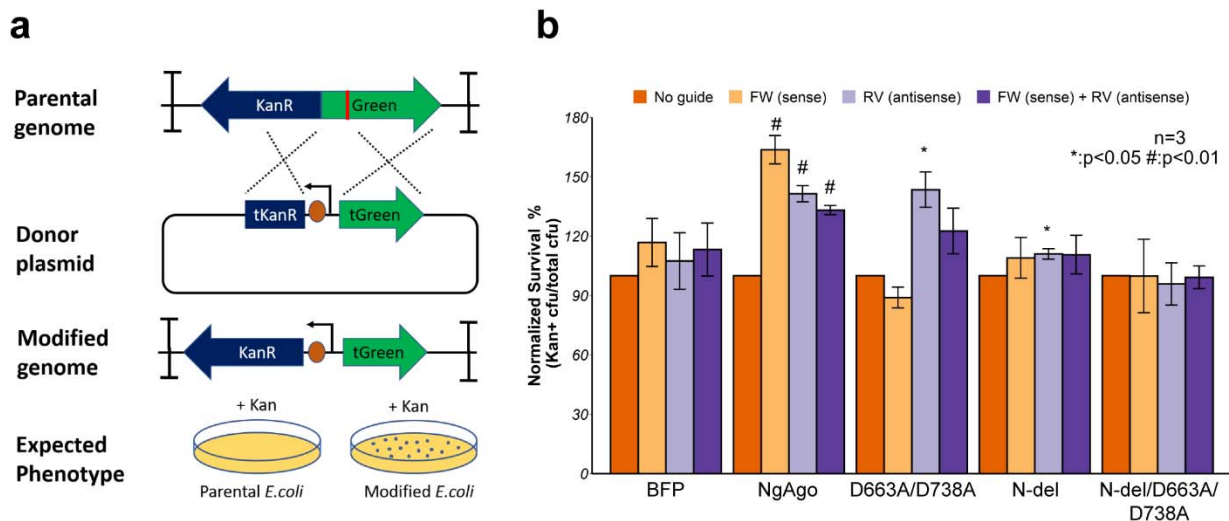 a
Parental
genome
KanR
Green
Donor
plasmid
tKanR
tGreen
Modified
genome
KanR
tGreen
Expected
Phenotype
+ Kan
+ Kan
Parental E.coli
Modified E.coli
b
No guide
FW (sense)
RV (antisense)
FW (sense) + RV (antisense)
n=3
*:p<0.05 #:p<0.01
Normalized Survival %
(Kan+ cfu/total cfu)
180
150
120
90
60
30
0
#
#
#
*
*
BFP
NgAgo
D663A/D738A
N-del
N-del/D663A/
D738A